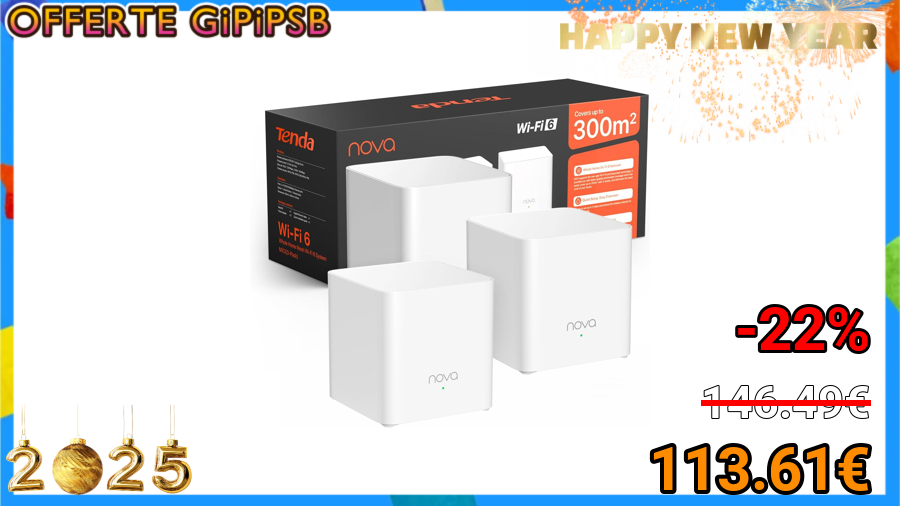 OFFERTE GiPiPSB
HAPPY NEW YEAR
Tenda
Tenda
nova
Wi-Fi 6
Covers up to
300m²
nova
Wi-Fi 6
nova
nova
-22%
146.49€
2025
113.61€